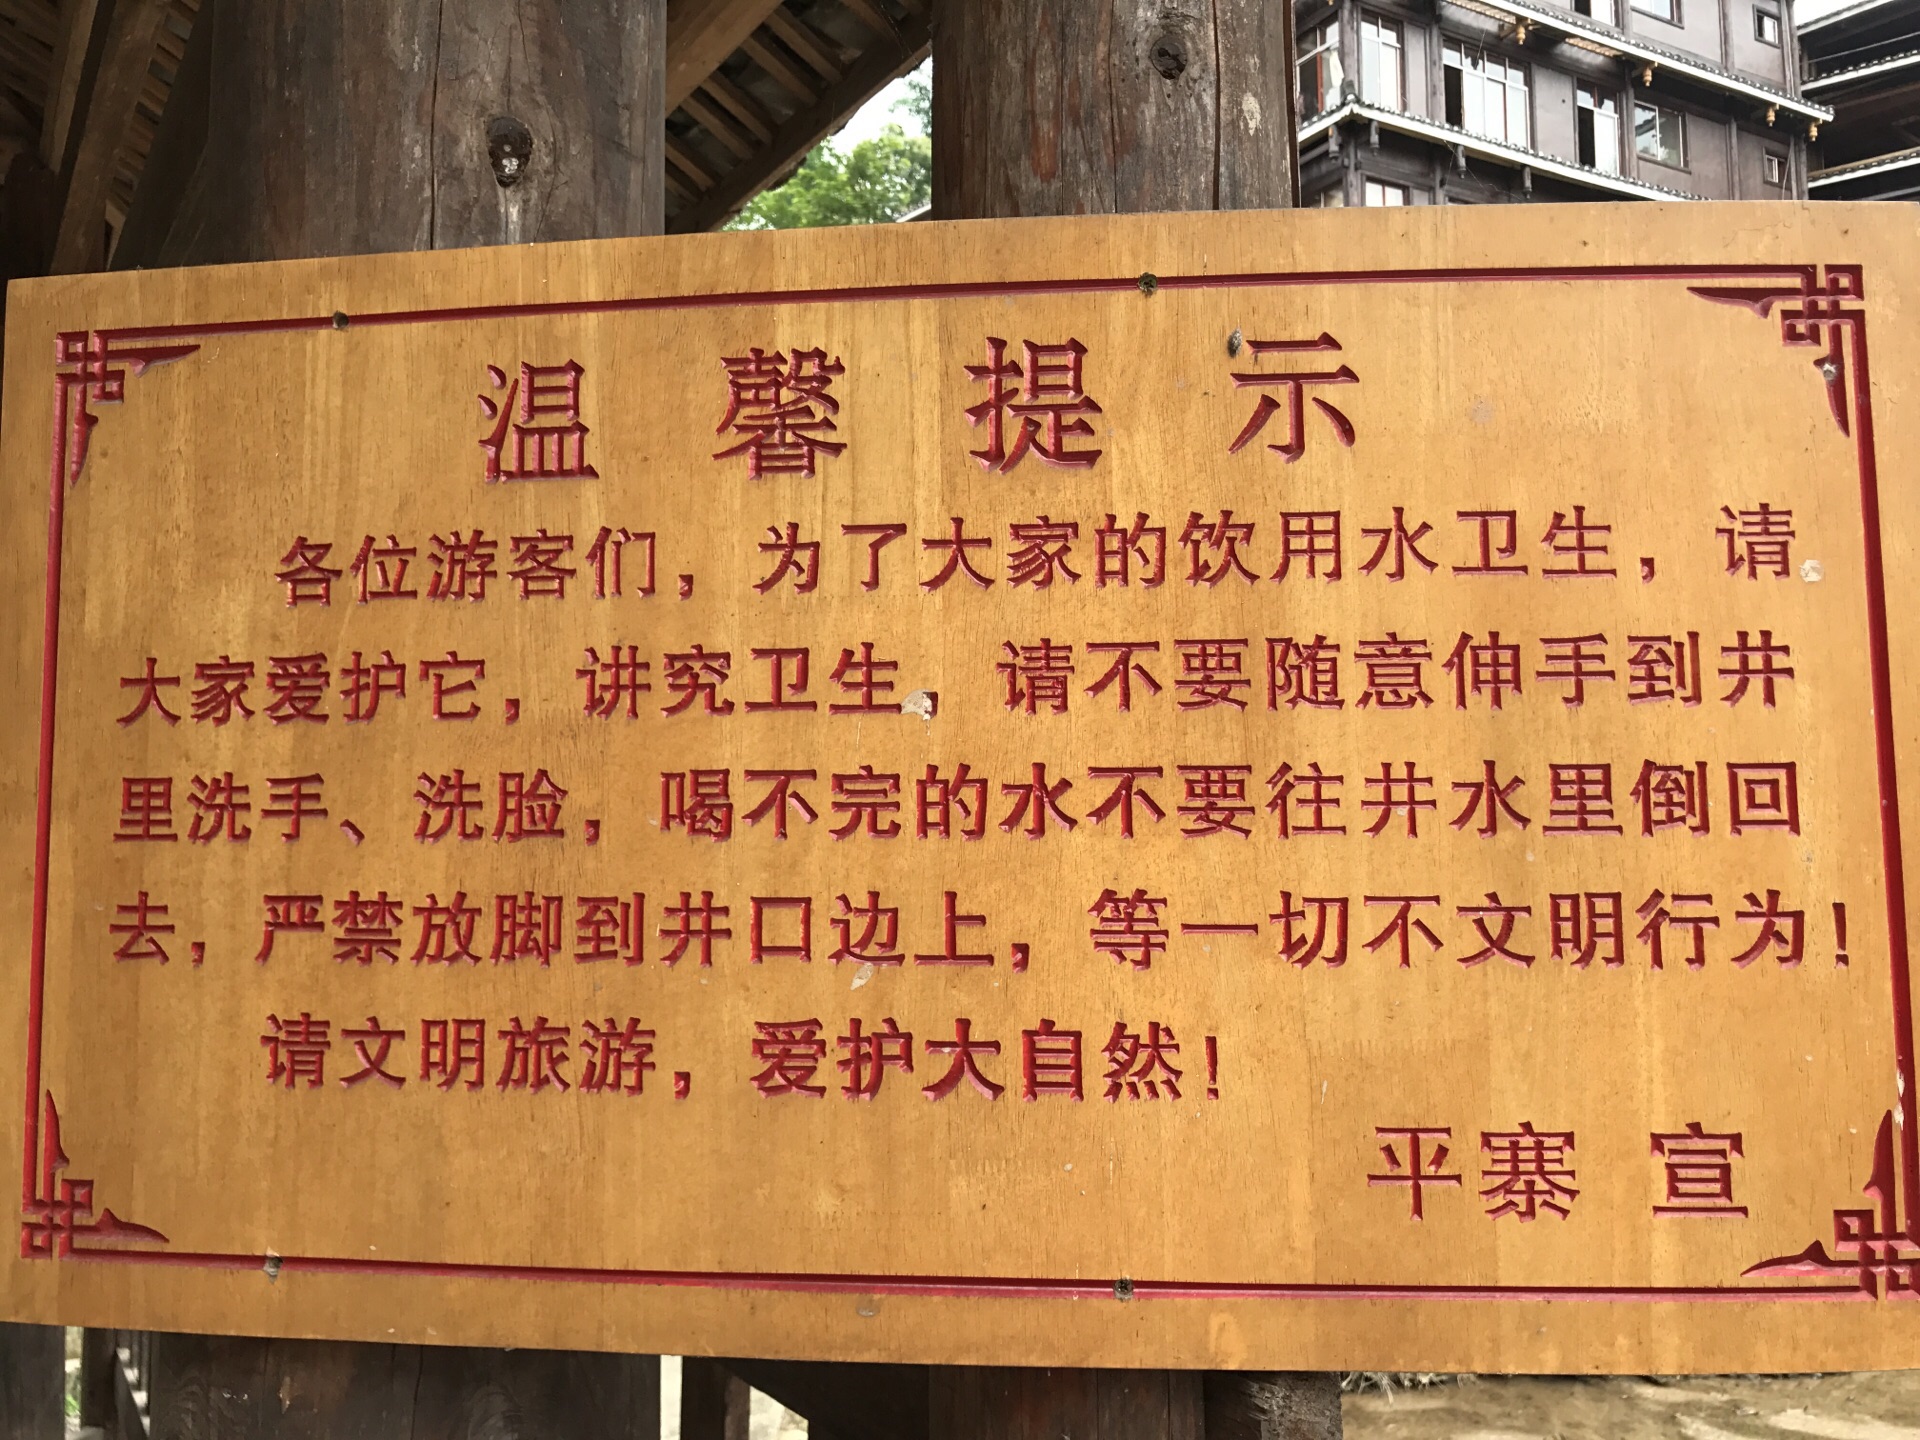 温馨提示
各位游客们，为了大家的饮用水卫生，请
大家爱护它，讲究卫生，请不要随意伸手到井
里洗手、洗脸，喝不完的水不要往井水里倒回
去，严禁放脚到井口边上，等一切不文明行为！
请文明旅游，爱护大自然！
平寨 宣